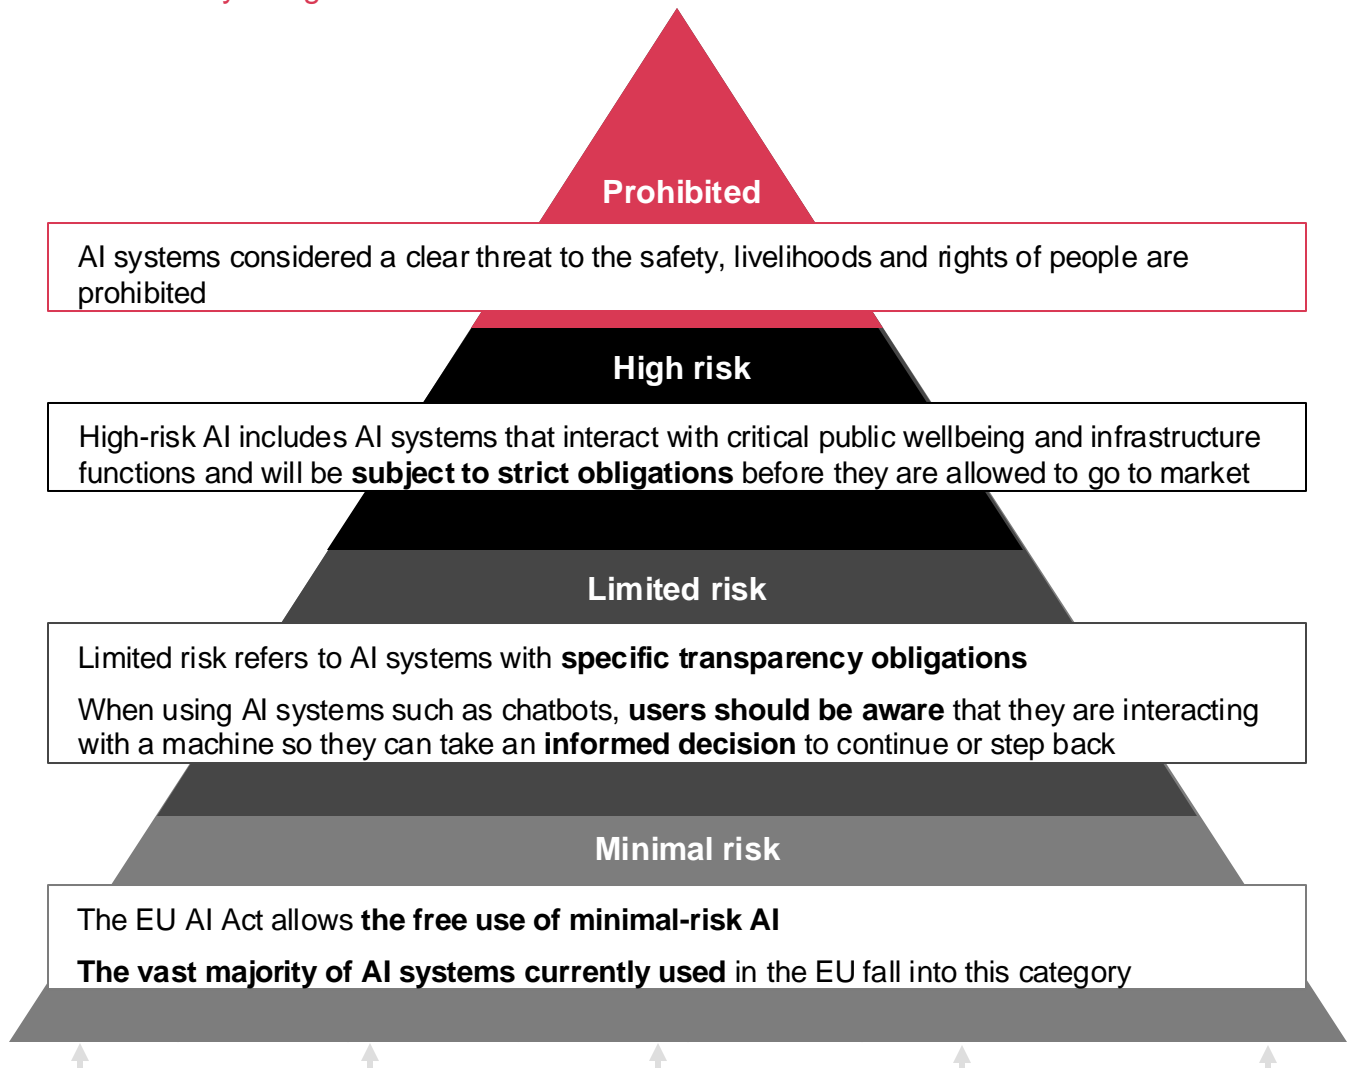 Prohibited
AI systems considered a clear threat to the safety, livelihoods and rights of people are
prohibited
High risk
High-risk AI includes AI systems that interact with critical public wellbeing and infrastructure
functions and will be subject to strict obligations before they are allowed to go to market
Limited risk
Limited risk refers to AI systems with specific transparency obligations
When using AI systems such as chatbots, users should be aware that they are interacting
with a machine so they can take an informed decision to continue or step back
Minimal risk
The EU AI Act allows the free use of minimal-risk AI
The vast majority of AI systems currently used in the EU fall into this category